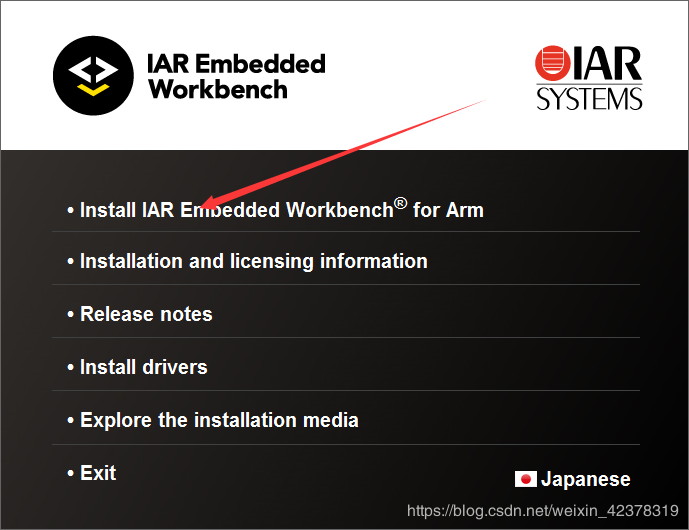 IAR Embedded
Workbench
IAR
SYSTEMS
• Install IAR Embedded Workbench® for Arm
• Installation and licensing information
• Release notes
• Install drivers
• Explore the installation media
• Exit
Japanese
https://blog.csdn.net/weixin_42378319